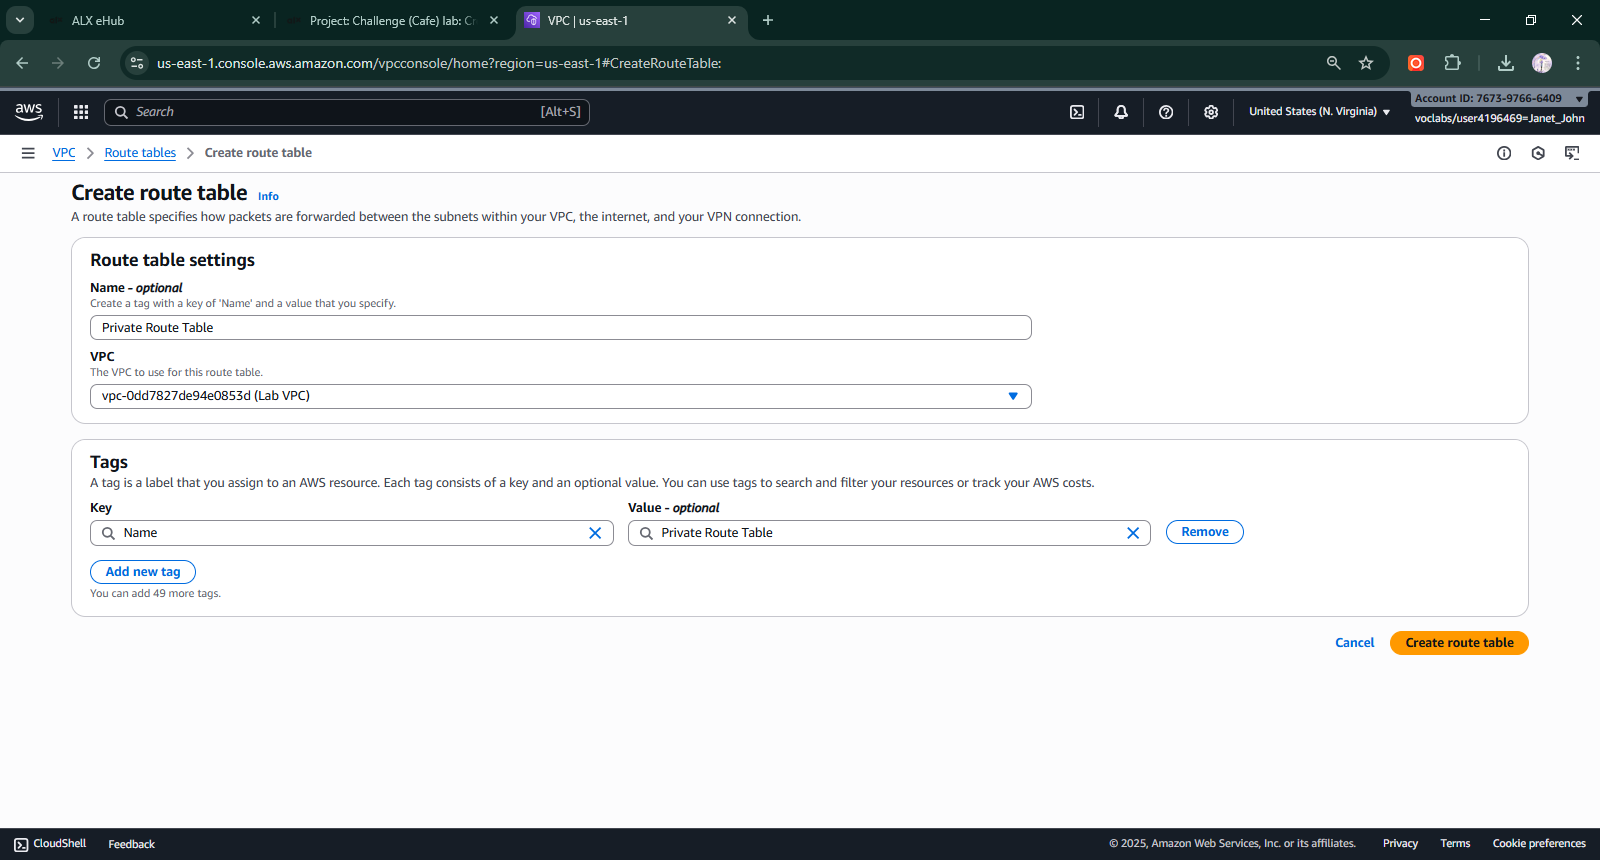 ALX eHub
Project: Challenge (Cafe) lab: Cr
VPC | us-east-1
us-east-1.console.aws.amazon.com/vpcconsole/home?region=us-east-1#CreateRouteTable:
aws
Search
[Alt+S]
United States (N. Virginia)
Account ID: 7673-9766-6409
voclabs/user4196469=Janet_John
VPC
Route tables
Create route table
Create route table Info
A route table specifies how packets are forwarded between the subnets within your VPC, the internet, and your VPN connection.
Route table settings
Name - optional
Create a tag with a key of 'Name' and a value that you specify.
Private Route Table
VPC
The VPC to use for this route table.
vpc-0dd7827de94e0853d (Lab VPC)
Tags
A tag is a label that you assign to an AWS resource. Each tag consists of a key and an optional value. You can use tags to search and filter your resources or track your AWS costs.
Key
Value - optional
Name
Private Route Table
Remove
Add new tag
You can add 49 more tags.
Cancel
Create route table
CloudShell
Feedback
© 2025, Amazon Web Services, Inc. or its affiliates.
Privacy
Terms
Cookie preferences